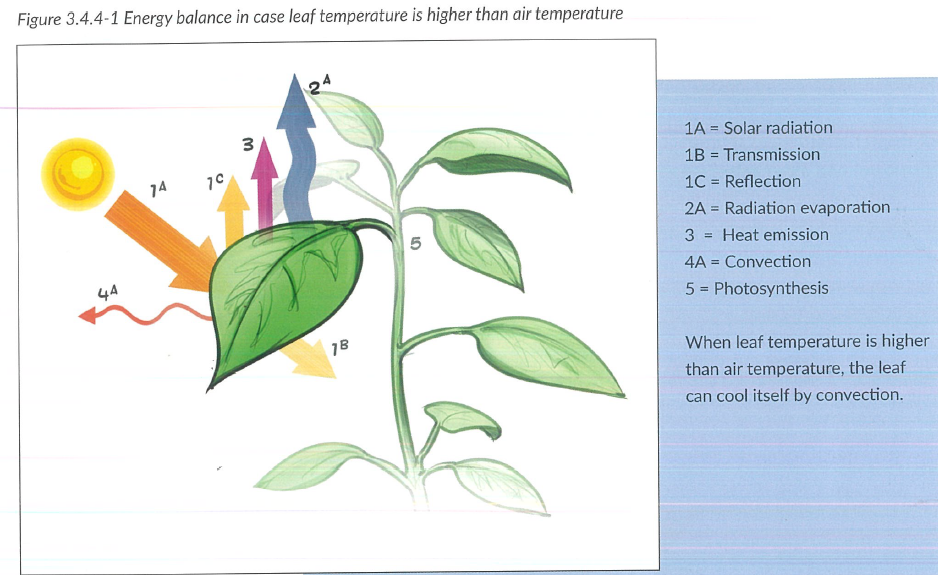 Figure 3.4.4-1 Energy balance in case leaf temperature is higher than air temperature
2A
3
1A
1C
5
4A
1B
1A = Solar radiation
1B = Transmission
1C = Reflection
2A = Radiation evaporation
3 = Heat emission
4A = Convection
5 = Photosynthesis
When leaf temperature is higher
than air temperature, the leaf
can cool itself by convection.